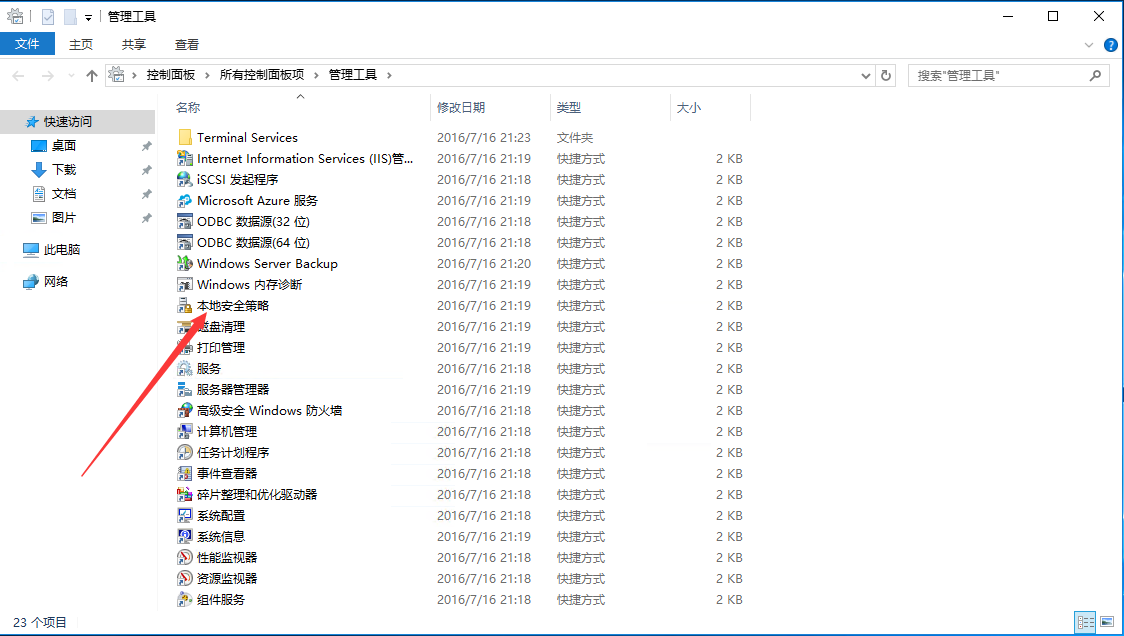 管理工具
文件 主页 共享 查看
控制面板 所有控制面板项 管理工具 搜索"管理工具"
名称 修改日期 类型 大小
快速访问
桌面
下载
文档
图片
此电脑
网络
Terminal Services 2016/7/16 21:23 文件夹
Internet Information Services (IIS)管... 2016/7/16 21:19 快捷方式 2 KB
iSCSI 发起程序 2016/7/16 21:18 快捷方式 2 KB
Microsoft Azure 服务 2016/7/16 21:19 快捷方式 2 KB
ODBC 数据源(32 位) 2016/7/16 21:18 快捷方式 2 KB
ODBC 数据源(64 位) 2016/7/16 21:18 快捷方式 2 KB
Windows Server Backup 2016/7/16 21:20 快捷方式 2 KB
Windows 内存诊断 2016/7/16 21:19 快捷方式 2 KB
本地安全策略 2016/7/16 21:19 快捷方式 2 KB
磁盘清理 2016/7/16 21:19 快捷方式 2 KB
打印管理 2016/7/16 21:19 快捷方式 2 KB
服务 2016/7/16 21:18 快捷方式 2 KB
服务器管理器 2016/7/16 21:19 快捷方式 2 KB
高级安全 Windows 防火墙 2016/7/16 21:18 快捷方式 2 KB
计算机管理 2016/7/16 21:18 快捷方式 2 KB
任务计划程序 2016/7/16 21:18 快捷方式 2 KB
事件查看器 2016/7/16 21:18 快捷方式 2 KB
碎片整理和优化驱动器 2016/7/16 21:18 快捷方式 2 KB
系统配置 2016/7/16 21:18 快捷方式 2 KB
系统信息 2016/7/16 21:19 快捷方式 2 KB
性能监视器 2016/7/16 21:18 快捷方式 2 KB
资源监视器 2016/7/16 21:18 快捷方式 2 KB
组件服务 2016/7/16 21:18 快捷方式 2 KB
23 个项目